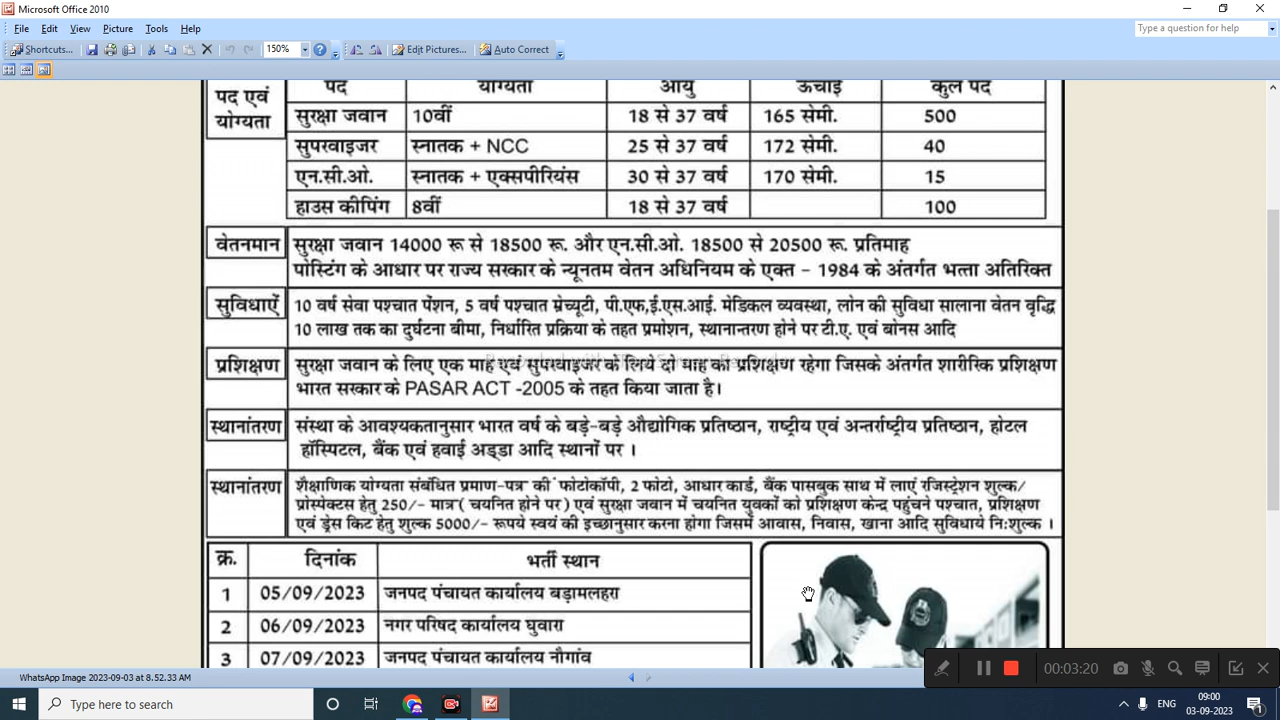 Microsoft Office 2010
File Edit View Picture Tools Help
Type a question for help
Shortcuts... 150% Edit Pictures... Auto Correct
पद एवं योग्यता
पद योग्यता आयु ऊंचाई कुल पद
सुरक्षा जवान 10वीं 18 से 37 वर्ष 165 सेमी. 500
सुपरवाइजर स्नातक + NCC 25 से 37 वर्ष 172 सेमी. 40
एन.सी.ओ. स्नातक + एक्सपीरियंस 30 से 37 वर्ष 170 सेमी. 15
हाउस कीपिंग 8वीं 18 से 37 वर्ष 100
वेतनमान सुरक्षा जवान 14000 रू से 18500 रू. और एन.सी.ओ. 18500 से 20500 रू. प्रतिमाह
पोस्टिंग के आधार पर राज्य सरकार के न्यूनतम वेतन अधिनियम के एक्त - 1984 के अंतर्गत भत्ता अतिरिक्त
सुविधाऐं 10 वर्ष सेवा पश्चात पेंशन, 5 वर्ष पश्चात ग्रेच्युटी, पी.एफ,ई.एस.आई. मेडिकल व्यवस्था, लोन की सुविधा सालाना वेतन वृद्धि
10 लाख तक का दुर्घटना बीमा, निर्धारित प्रक्रिया के तहत प्रमोशन, स्थानान्तरण होने पर टी.ए. एवं बोनस आदि
प्रशिक्षण सुरक्षा जवान के लिए एक माह एवं सुपरवाइजर के लिये दो माह का प्रशिक्षण रहेगा जिसके अंतर्गत शारीरिक प्रशिक्षण
भारत सरकार के PASAR ACT -2005 के तहत किया जाता है।
स्थानांतरण संस्था के आवश्यकतानुसार भारत वर्ष के बड़े-बड़े औद्योगिक प्रतिष्ठान, राष्ट्रीय एवं अन्तर्राष्ट्रीय प्रतिष्ठान, होटल
हॉस्पिटल, बैंक एवं हवाई अड्डा आदि स्थानों पर ।
स्थानांतरण शैक्षाणिक योग्यता संबंधित प्रमाण-पत्र की फोटोकॉपी, 2 फोटो, आधार कार्ड, बैंक पासबुक साथ में लाएं रजिस्ट्रेशन शुल्क/
प्रोस्पेक्टस हेतु 250/- मात्र ( चयनित होने पर ) एवं सुरक्षा जवान में चयनित युवकों को प्रशिक्षण केन्द्र पहुंचने पश्चात, प्रशिक्षण
एवं ड्रेस किट हेतु शुल्क 5000/- रूपये स्वयं की इच्छानुसार करना होगा जिसमें आवास, निवास, खाना आदि सुविधाये नि:शुल्क ।
क्र. दिनांक भर्ती स्थान
1 05/09/2023 जनपद पंचायत कार्यालय बड़ामलहरा
2 06/09/2023 नगर परिषद कार्यालय घुवारा
3 07/09/2023 जनपद पंचायत कार्यालय नौगांव
00:03:20
WhatsApp Image 2023-09-03 at 8.52.33 AM
Type here to search
ENG
09:00
03-09-2023
1